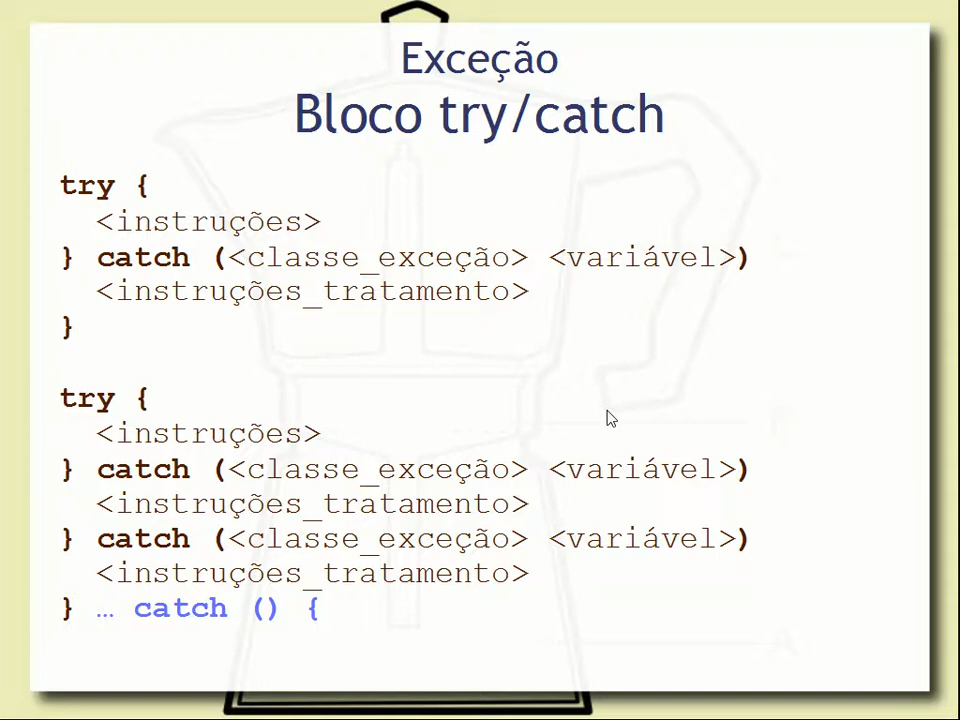 Exceção
Bloco try/catch
try {
<instruções>
} catch (<classe_exceção> <variável>)
<instruções_tratamento>
}
try {
<instruções>
} catch (<classe_exceção> <variável>)
<instruções_tratamento>
} catch (<classe_exceção> <variável>)
<instruções_tratamento>
} … catch () {